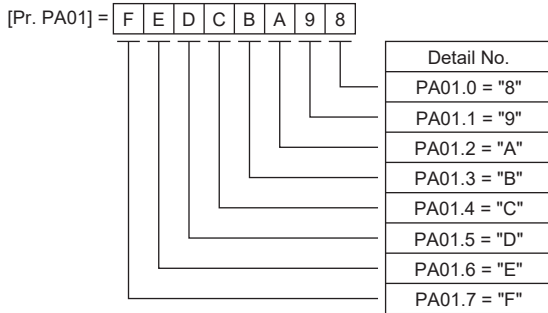 [Pr. PA01] = F E D C B A 9 8
Detail No.
PA01.0 = "8"
PA01.1 = "9"
PA01.2 = "A"
PA01.3 = "B"
PA01.4 = "C"
PA01.5 = "D"
PA01.6 = "E"
PA01.7 = "F"